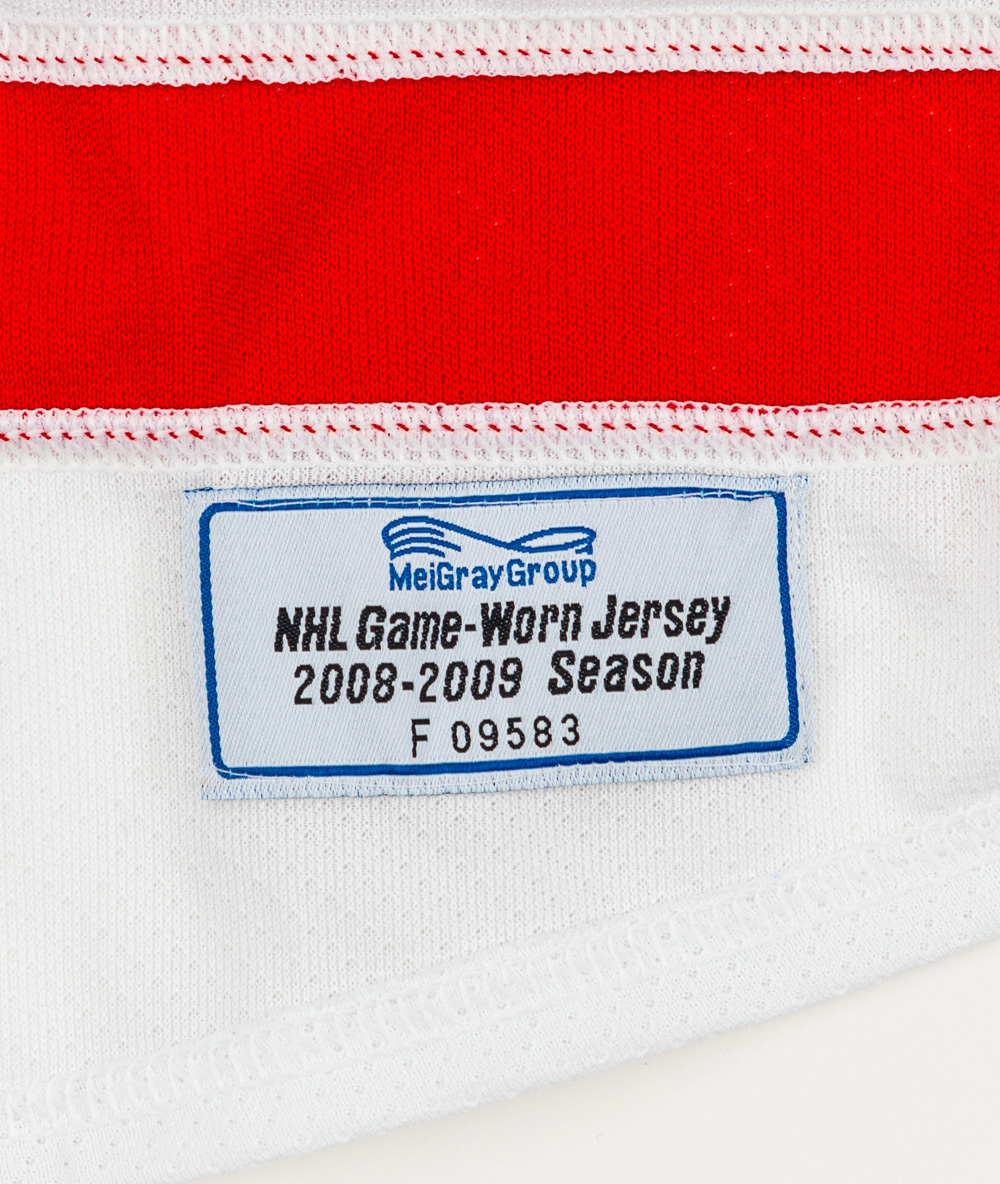 MeiGrayGroup
NHL Game-Worn Jersey
2008-2009 Season
F 09583